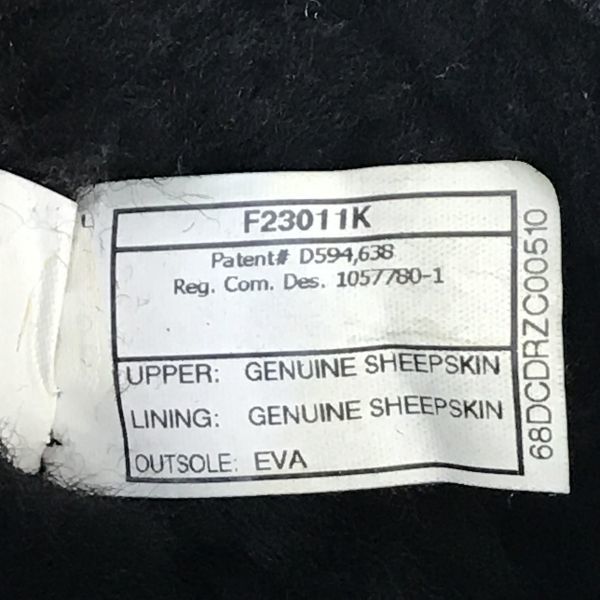 F23011K
Patent# D594,638
Reg. Com. Des. 1057780-1
UPPER: GENUINE SHEEPSKIN
LINING: GENUINE SHEEPSKIN
OUTSOLE: EVA
68DCDRZC00510